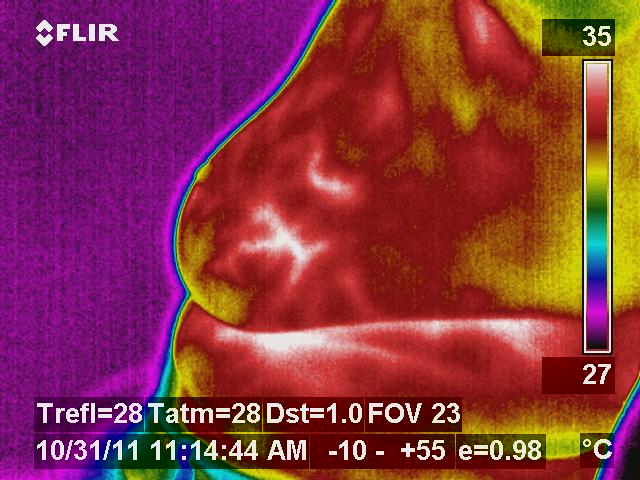 FLIR
35
27
Trefl=28 Tatm=28 Dst=1.0 FOV 23
10/31/11 11:14:44 AM -10 - +55 e=0.98 °C